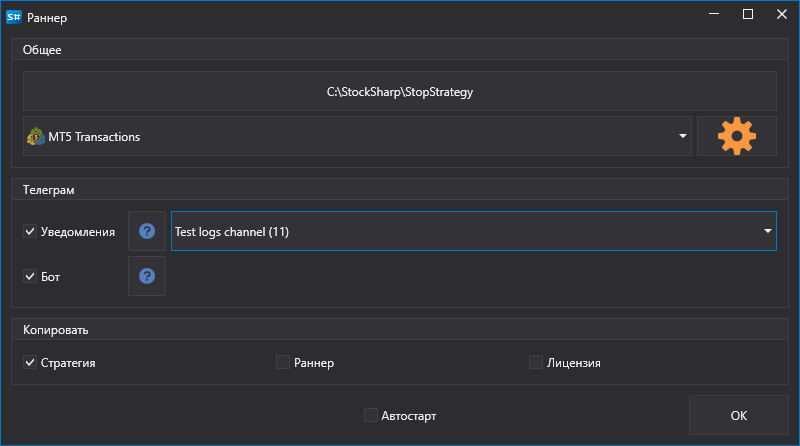 S# Раннер
Общее
C:\StockSharp\StopStrategy
5 MT5 Transactions
Телеграм
Уведомления ? Test logs channel (11)
Бот ?
Копировать
Стратегия Раннер Лицензия
Автостарт OK